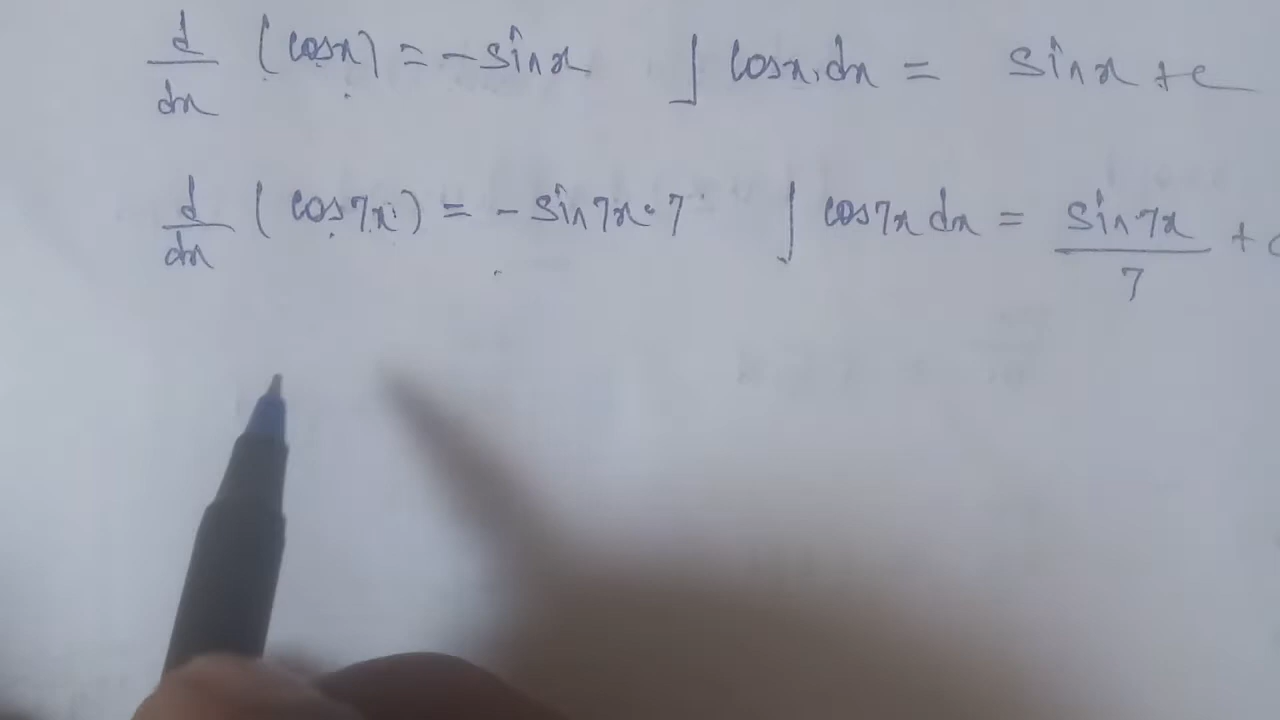 d/dx (cosx) = -sinx ∫ cosx.dx = sinx + c
d/dx (cos7x) = -sin7x·7 ∫ cos7x dx = sin7x/7 + c